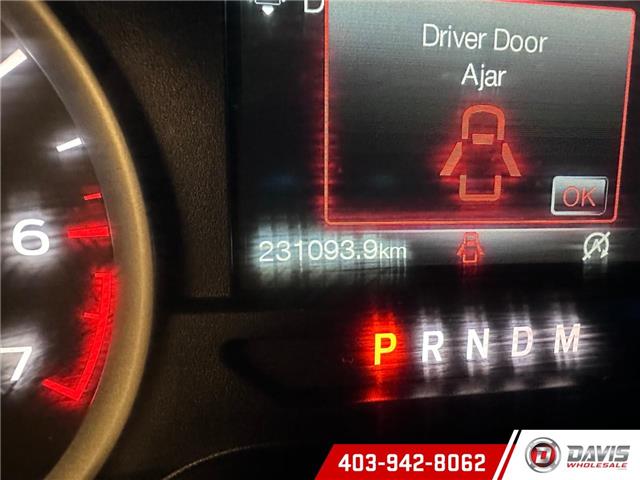 D
Driver Door
Ajar
OK
6
231093.9km
P R N D M
7
403-942-8062
D DAVIS
WHOLESALE